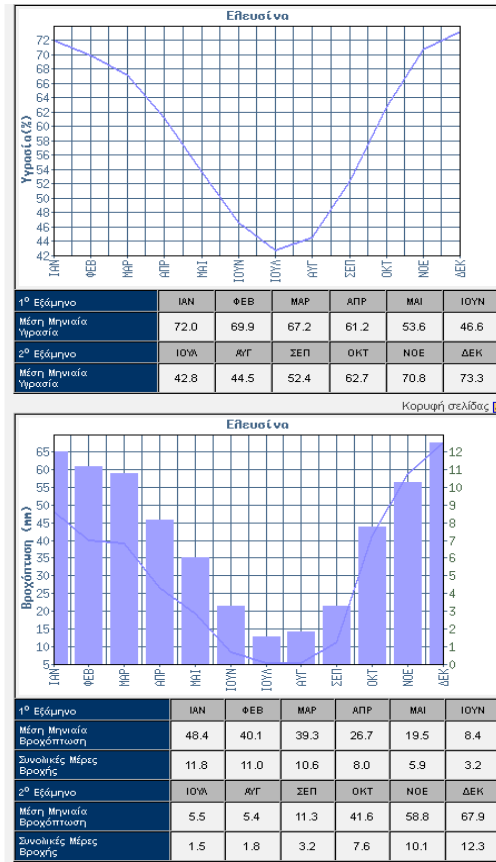 Ελευσίνα
Υγρασία(%)
72
70
68
66
64
62
60
58
56
54
52
50
48
46
44
42
ΙΑΝ ΦΕΒ ΜΑΡ ΑΠΡ ΜΑΙ ΙΟΥΝ ΙΟΥΛ ΑΥΓ ΣΕΠ ΟΚΤ ΝΟΕ ΔΕΚ
1º Εξάμηνο ΙΑΝ ΦΕΒ ΜΑΡ ΑΠΡ ΜΑΙ ΙΟΥΝ
Μέση Μηνιαία
Υγρασία 72.0 69.9 67.2 61.2 53.6 46.6
2º Εξάμηνο ΙΟΥΛ ΑΥΓ ΣΕΠ ΟΚΤ ΝΟΕ ΔΕΚ
Μέση Μηνιαία
Υγρασία 42.8 44.5 52.4 62.7 70.8 73.3
Κορυφή σελίδας
Ελευσίνα
Βροχόπτωση (mm)
65 12
60 11
55 10
50 9
45 8
40 7
35 6
30 5
25 4
20 3
15 2
10 1
5 0
ΙΑΝ ΦΕΒ ΜΑΡ ΑΠΡ ΜΑΙ ΙΟΥΝ ΙΟΥΛ ΑΥΓ ΣΕΠ ΟΚΤ ΝΟΕ ΔΕΚ
1º Εξάμηνο ΙΑΝ ΦΕΒ ΜΑΡ ΑΠΡ ΜΑΙ ΙΟΥΝ
Μέση Μηνιαία
Βροχόπτωση 48.4 40.1 39.3 26.7 19.5 8.4
Συνολικές Μέρες
Βροχής 11.8 11.0 10.6 8.0 5.9 3.2
2º Εξάμηνο ΙΟΥΛ ΑΥΓ ΣΕΠ ΟΚΤ ΝΟΕ ΔΕΚ
Μέση Μηνιαία
Βροχόπτωση 5.5 5.4 11.3 41.6 58.8 67.9
Συνολικές Μέρες
Βροχής 1.5 1.8 3.2 7.6 10.1 12.3